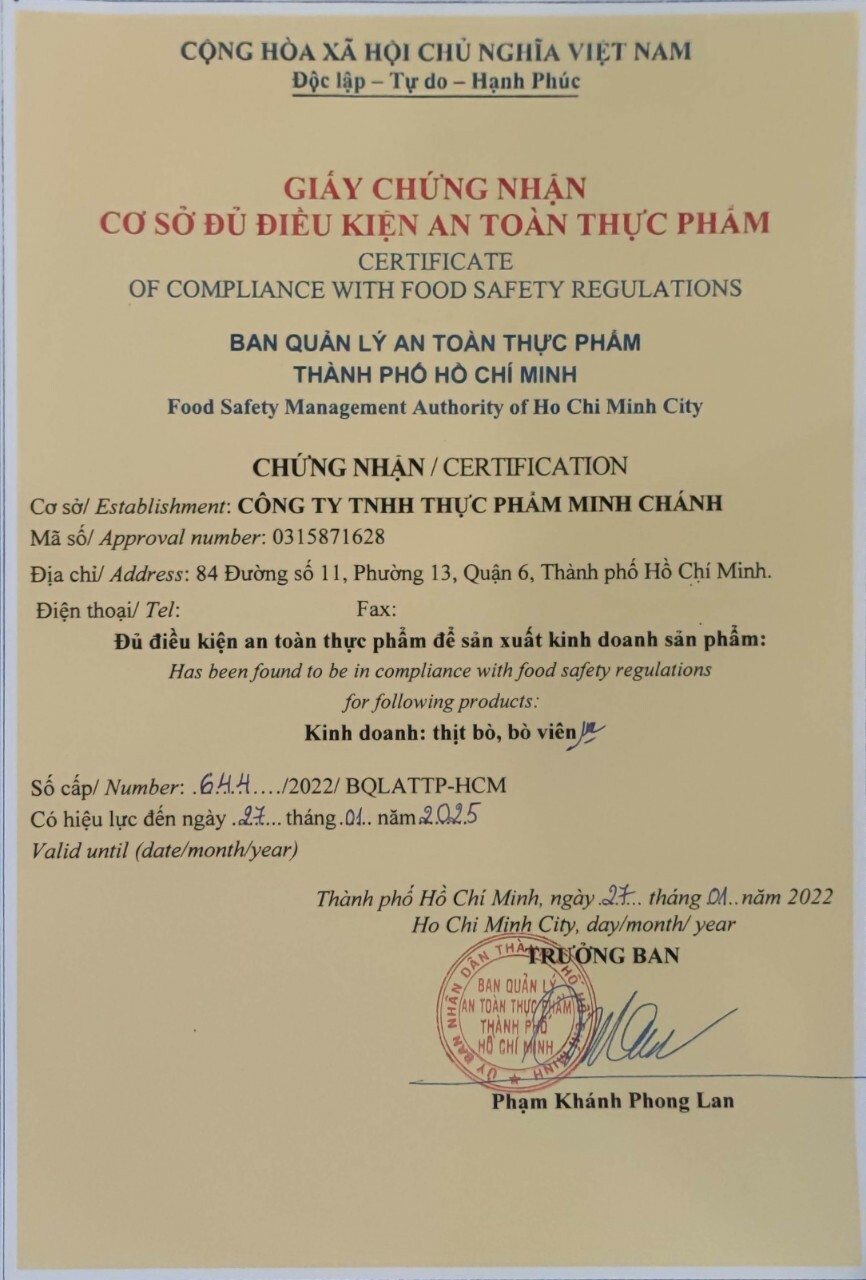 CỘNG HÒA XÃ HỘI CHỦ NGHĨA VIỆT NAM
Độc lập – Tự do – Hạnh Phúc
GIẤY CHỨNG NHẬN
CƠ SỞ ĐỦ ĐIỀU KIỆN AN TOÀN THỰC PHẨM
CERTIFICATE
OF COMPLIANCE WITH FOOD SAFETY REGULATIONS
BAN QUẢN LÝ AN TOÀN THỰC PHẨM
THÀNH PHỐ HỒ CHÍ MINH
Food Safety Management Authority of Ho Chi Minh City
CHỨNG NHẬN / CERTIFICATION
Cơ sở/ Establishment: CÔNG TY TNHH THỰC PHẨM MINH CHÁNH
Mã số/ Approval number: 0315871628
Địa chỉ/ Address: 84 Đường số 11, Phường 13, Quận 6, Thành phố Hồ Chí Minh.
Điện thoại/ Tel: Fax:
Đủ điều kiện an toàn thực phẩm để sản xuất kinh doanh sản phẩm:
Has been found to be in compliance with food safety regulations
for following products:
Kinh doanh: thịt bò, bò viên
Số cấp/ Number: .644..../2022/ BQLATTP-HCM
Có hiệu lực đến ngày .27... tháng .01.. năm 2025
Valid until (date/month/year)
Thành phố Hồ Chí Minh, ngày .27... tháng 01..năm 2022
Ho Chi Minh City, day/month/ year
TRƯỞNG BAN
ỦY BAN NHÂN DÂN THÀNH PHỐ HỒ CHÍ MINH
BAN QUẢN LÝ
AN TOÀN THỰC PHẨM
THÀNH PHỐ
HỒ CHÍ MINH
Phạm Khánh Phong Lan